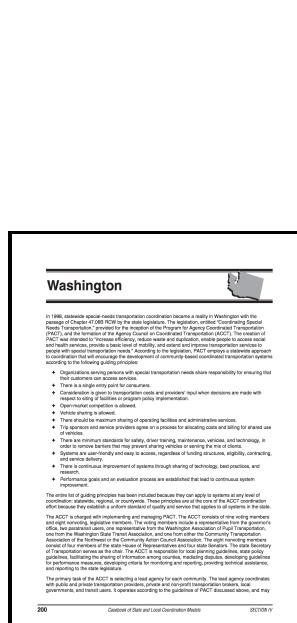 Washington
In 1998, statewide special-needs transportation coordination became a reality in Washington with the
passage of Chapter 47.06B RCW by the state legislature. The legislation, entitled "Coordinating Special
Needs Transportation," provided for the inception of the Program for Agency Coordinated Transportation
(PACT), and the formation of the Agency Council on Coordinated Transportation (ACCT). The creation of
PACT was intended to "increase efficiency, reduce waste and duplication, enable people to access social
and health services, provide a basic level of mobility, and extend and improve transportation services to
people with special transportation needs." According to the legislation, PACT employs a statewide approach
to coordination that will encourage the development of community-based coordinated transportation systems
according to the following guiding principles:
Organizations serving persons with special transportation needs share responsibility for ensuring that
their customers can access services.
There is a single entry point for consumers.
Consideration is given to transportation costs and providers' input when decisions are made with
respect to siting of facilities or program policy implementation.
Open-market competition is allowed.
Vehicle sharing is allowed.
There should be maximum sharing of operating facilities and administrative services.
Trip sponsors and service providers agree on a process for allocating costs and billing for shared use
of vehicles.
There are minimum standards for safety, driver training, maintenance, vehicles, and technology, in
order to remove barriers that may prevent sharing vehicles or serving the mix of clients.
Systems are user-friendly and easy to access, regardless of funding structures, eligibility, contracting,
and service delivery.
There is continuous improvement of systems through sharing of technology, best practices, and
research.
Performance goals and an evaluation process are established that lead to continuous system
improvement.
The entire list of guiding principles has been included because they can apply to systems at any level of
coordination: statewide, regional, or countywide. These principles are at the core of the ACCT coordination
effort because they establish a uniform standard of quality and service that applies to all systems in the state.
The ACCT is charged with implementing and managing PACT. The ACCT consists of nine voting members
and eight nonvoting, legislative members. The voting members include a representative from the governor's
office, two paratransit users, one representative from the Washington Association of Pupil Transportation,
one from the Washington State Transit Association, and one from either the Community Transportation
Association of the Northwest or the Community Action Council Association. The eight nonvoting members
consist of four members of the state House of Representatives and four state Senators. The state Secretary
of Transportation serves as the chair. The ACCT is responsible for local planning guidelines, state policy
guidelines, facilitating the sharing of information among counties, mediating disputes, developing guidelines
for performance measures, developing criteria for monitoring and reporting, providing technical assistance,
and reporting to the state legislature.
The primary task of the ACCT is selecting a lead agency for each community. The lead agency coordinates
with public and private transportation providers, private and non-profit transportation brokers, local
governments, and transit users. It operates according to the guidelines of PACT discussed above, and may
200 Casebook of State and Local Coordination Models SECTION IV